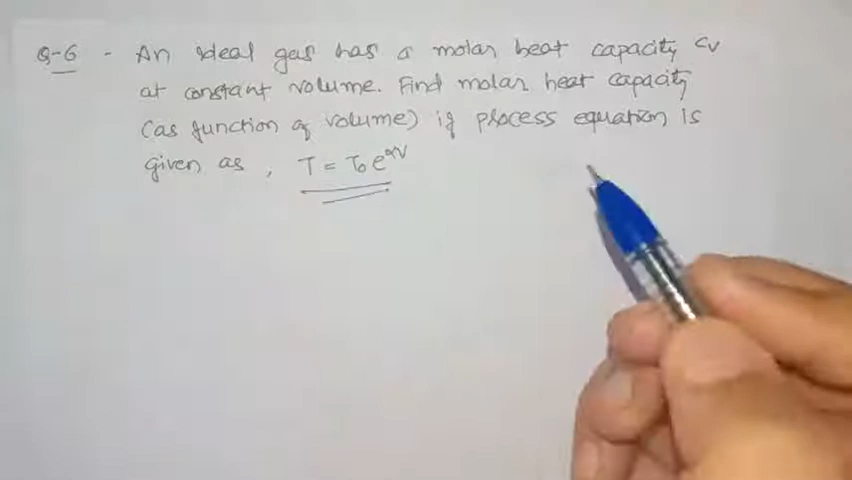 Q-6 - An ideal gas has a molar heat capacity Cv
at constant volume. Find molar heat capacity
(as function of volume) if process equation is
given as, T = T₀ e^αV